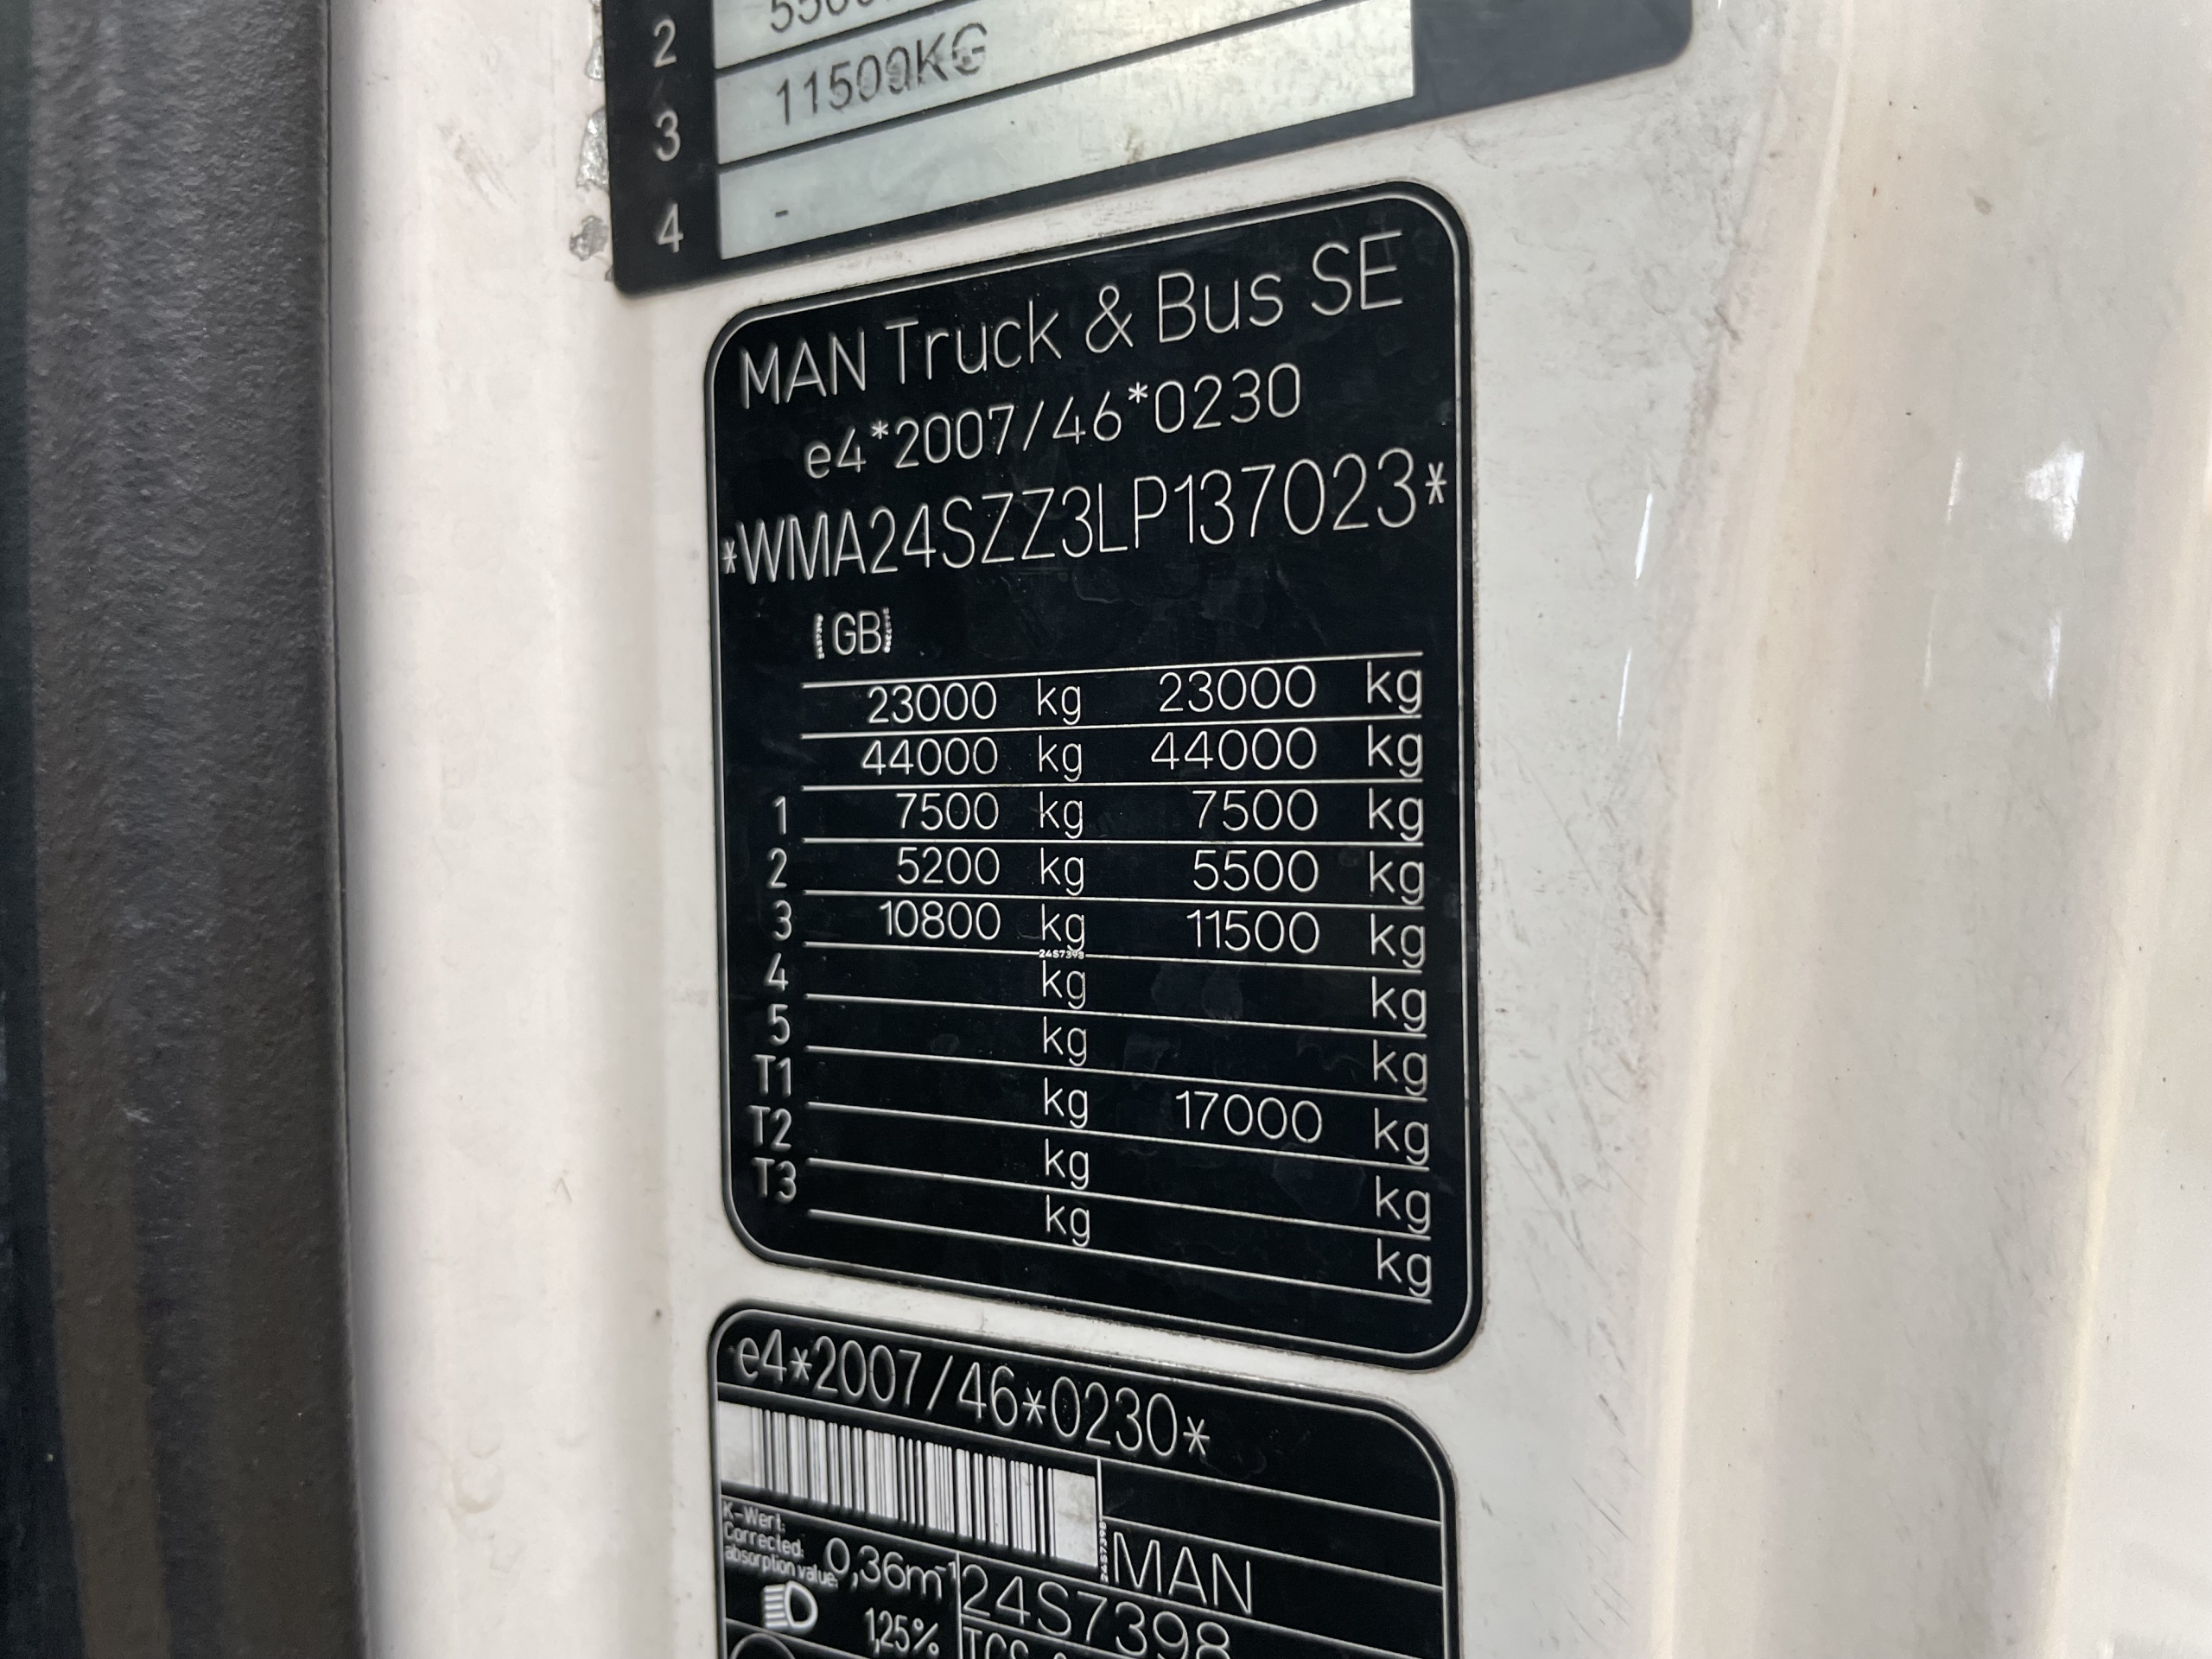 2
11500KG
3
4 -
MAN Truck & Bus SE
e4*2007/46*0230
*WMA24SZZ3LP137023*
GB
23000 kg 23000 kg
44000 kg 44000 kg
1 7500 kg 7500 kg
2 5200 kg 5500 kg
3 10800 kg 11500 kg
24S7398
4 kg kg
5 kg kg
T1 kg 17000 kg
T2 kg kg
T3 kg kg
e4*2007/46*0230*
24S7398
MAN
K-Wert:
Corrected
absorption value: 0,36m-1
24S7398
1,25%